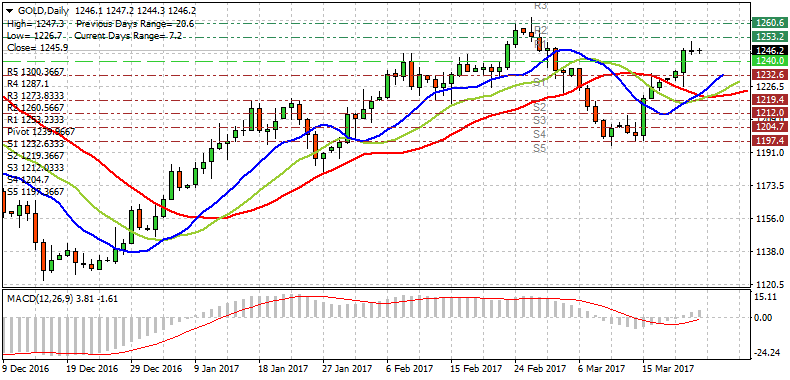 GOLD,Daily 1246.1 1247.2 1244.3 1246.2
High= 1247.3 Previous Days Range= 20.6
Low= 1226.7 Current Days Range= 7.2
Close= 1245.9
R5 1300.3667
R4 1287.1
R3 1273.8333
R2 1260.5667
R1 1253.2333
Pivot 1239.9667
S1 1232.6333
S2 1219.3667
S3 1212.0333
S4 1204.7
S5 1197.3667
R3
R2
R1
S1
S2
S3
S4
S5
1260.6
1253.2
1246.2
1240.0
1232.6
1226.5
1219.4
1212.0
1204.7
1197.4
1191.0
1173.5
1156.0
1138.0
1120.5
MACD(12,26,9) 3.81 -1.61
15.11
0.00
-24.24
9 Dec 2016
19 Dec 2016
29 Dec 2016
9 Jan 2017
18 Jan 2017
27 Jan 2017
6 Feb 2017
15 Feb 2017
24 Feb 2017
6 Mar 2017
15 Mar 2017